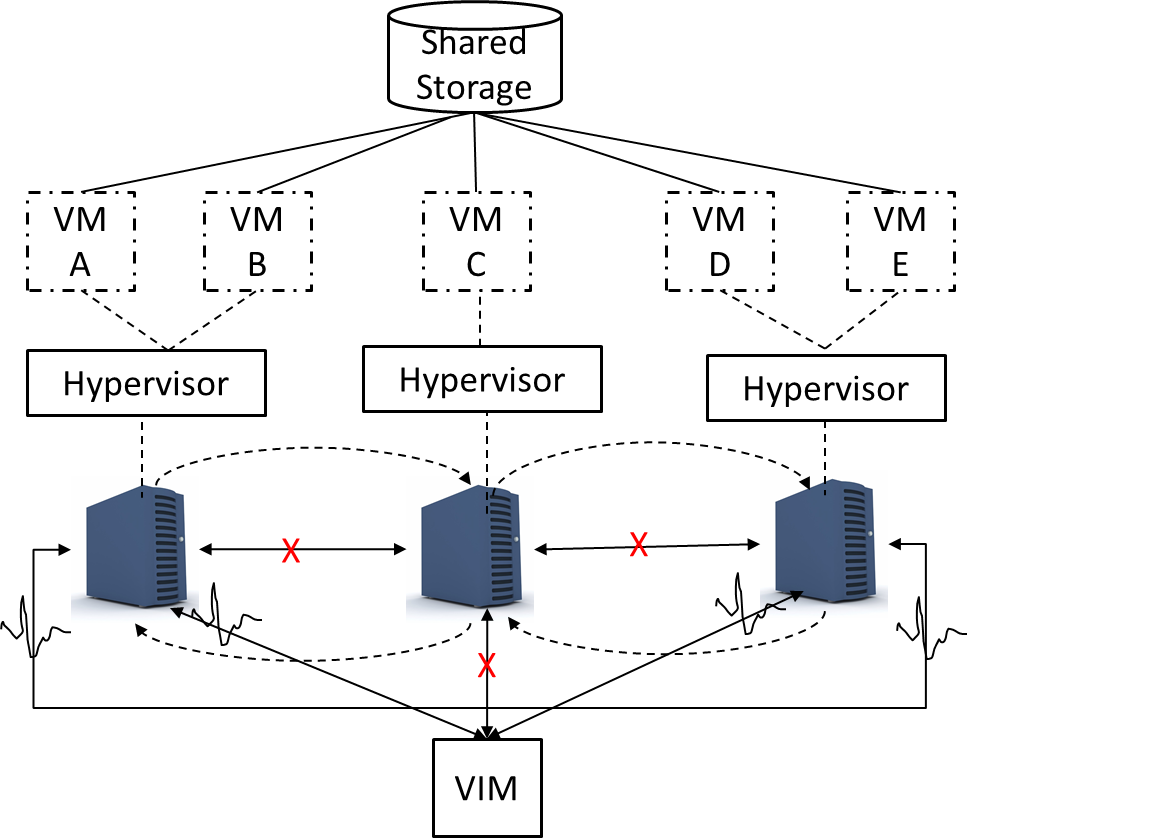 Shared
Storage
VM
A
VM
B
VM
C
VM
D
VM
E
Hypervisor
Hypervisor
Hypervisor
X
X
X
VIM